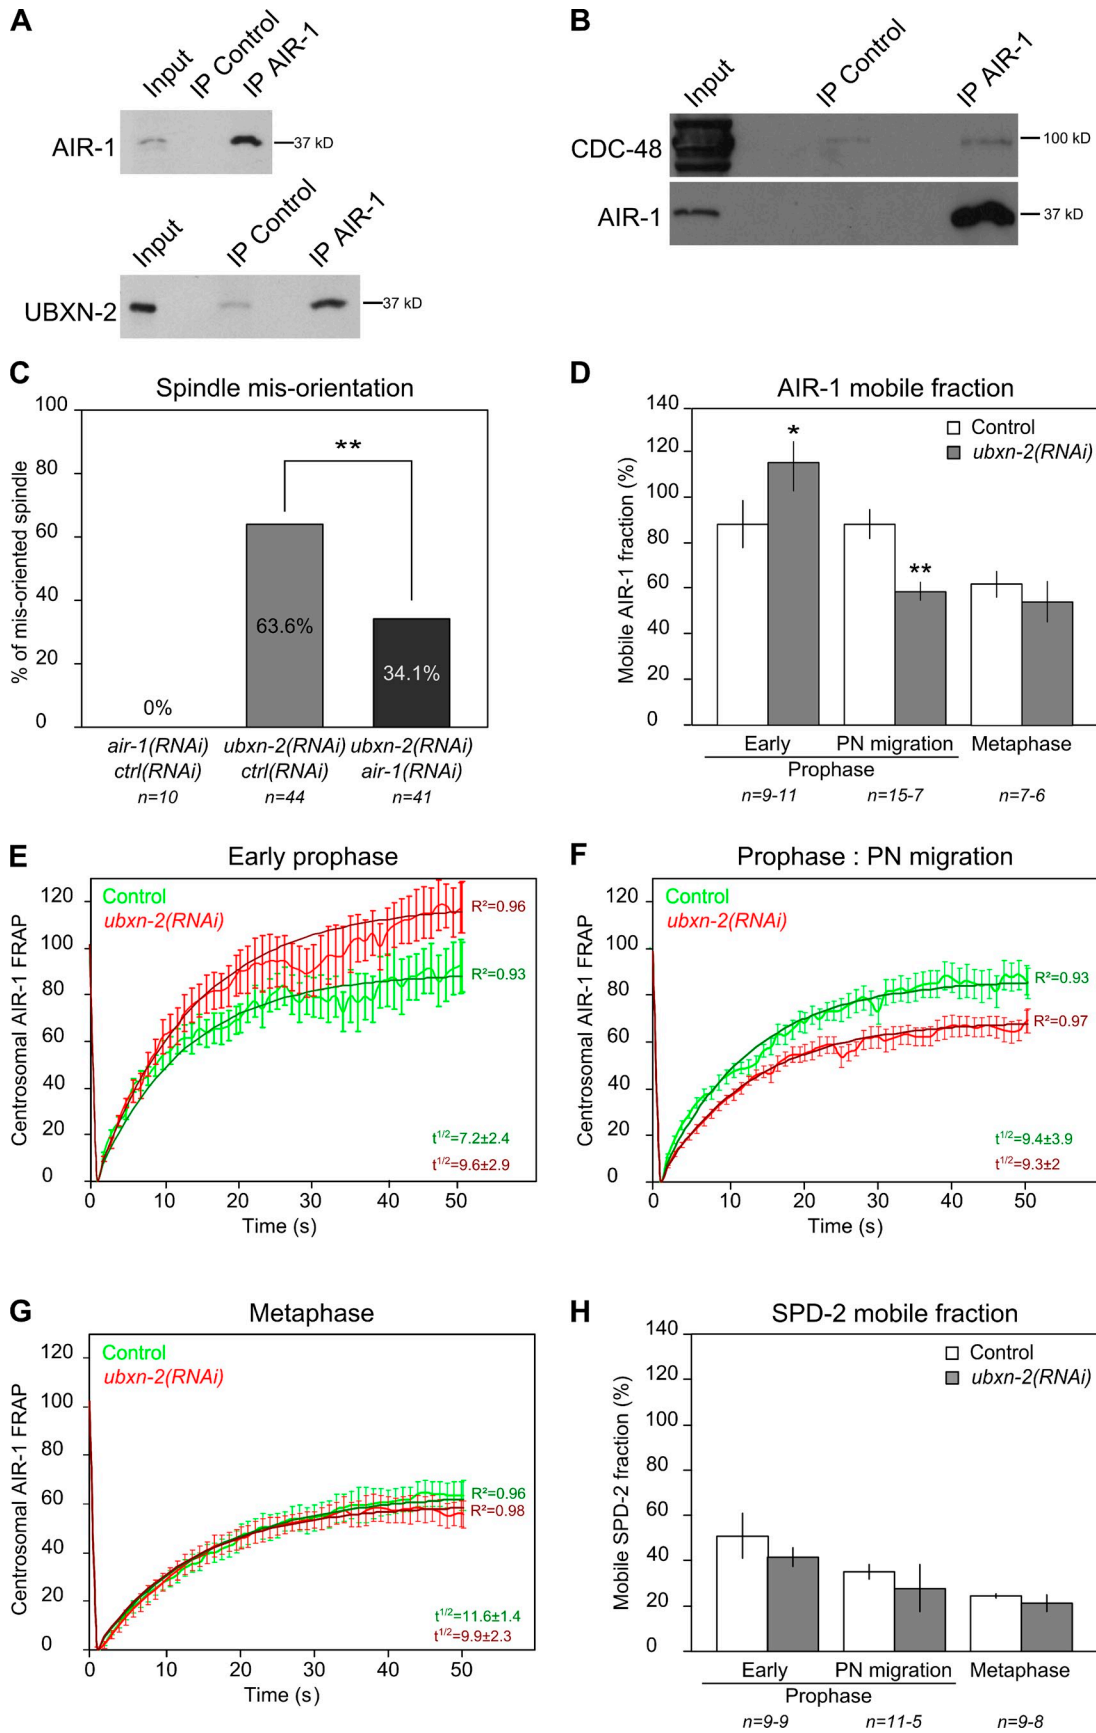 A
Input
IP Control
IP AIR-1
AIR-1
37 kD
Input
IP Control
IP AIR-1
UBXN-2
37 kD
B
Input
IP Control
IP AIR-1
CDC-48
100 kD
AIR-1
37 kD
C
Spindle mis-orientation
% of mis-oriented spindle
100
80
60
40
20
0
**
0%
63.6%
34.1%
air-1(RNAi) ubxn-2(RNAi) ubxn-2(RNAi)
ctrl(RNAi) ctrl(RNAi) air-1(RNAi)
n=10 n=44 n=41
D
AIR-1 mobile fraction
Mobile AIR-1 fraction (%)
140
120
100
80
60
40
20
0
Control
ubxn-2(RNAi)
*
**
Early PN migration Metaphase
Prophase
n=9-11 n=15-7 n=7-6
E
Early prophase
Centrosomal AIR-1 FRAP
120
100
80
60
40
20
0
Control
ubxn-2(RNAi)
R²=0.96
R²=0.93
t1/2=7.2±2.4
t1/2=9.6±2.9
0 10 20 30 40 50
Time (s)
F
Prophase : PN migration
Centrosomal AIR-1 FRAP
120
100
80
60
40
20
0
Control
ubxn-2(RNAi)
R²=0.93
R²=0.97
t1/2=9.4±3.9
t1/2=9.3±2
0 10 20 30 40 50
Time (s)
G
Metaphase
Centrosomal AIR-1 FRAP
120
100
80
60
40
20
0
Control
ubxn-2(RNAi)
R²=0.96
R²=0.98
t1/2=11.6±1.4
t1/2=9.9±2.3
0 10 20 30 40 50
Time (s)
H
SPD-2 mobile fraction
Mobile SPD-2 fraction (%)
140
120
100
80
60
40
20
0
Control
ubxn-2(RNAi)
Early PN migration Metaphase
Prophase
n=9-9 n=11-5 n=9-8